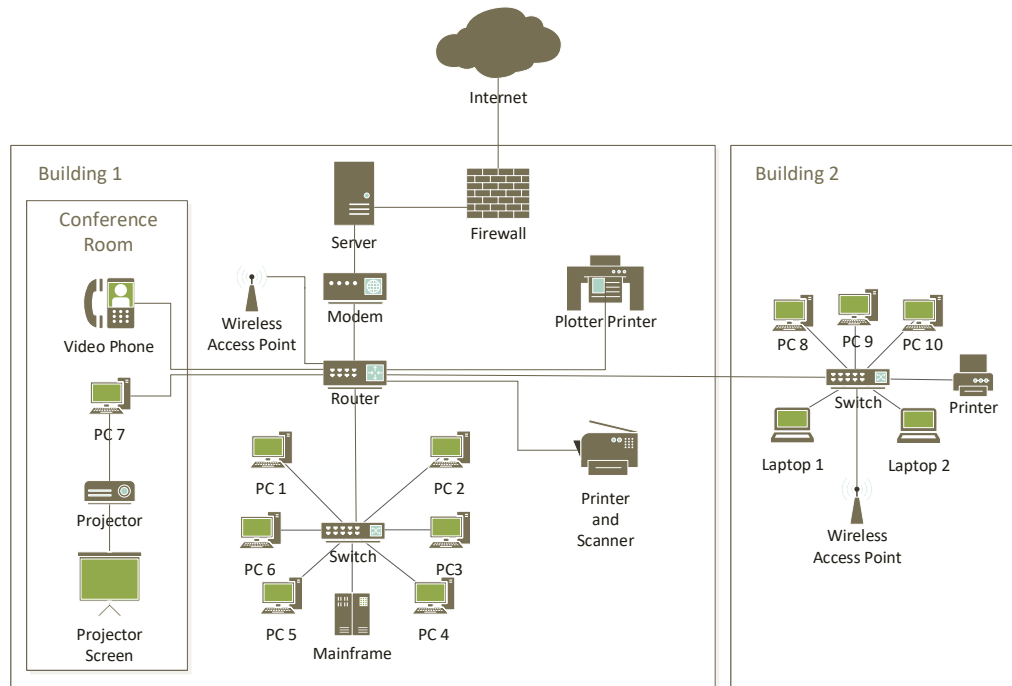 Internet
Building 1
Building 2
Conference
Room
Server
Firewall
Video Phone
Wireless
Access Point
Modem
Plotter Printer
PC 8
PC 9
PC 10
PC 7
Router
Switch
Printer
PC 1
PC 2
Laptop 1
Laptop 2
Projector
Printer
and
Scanner
Wireless
Access Point
PC 6
Switch
PC3
PC 5
PC 4
Mainframe
Projector
Screen